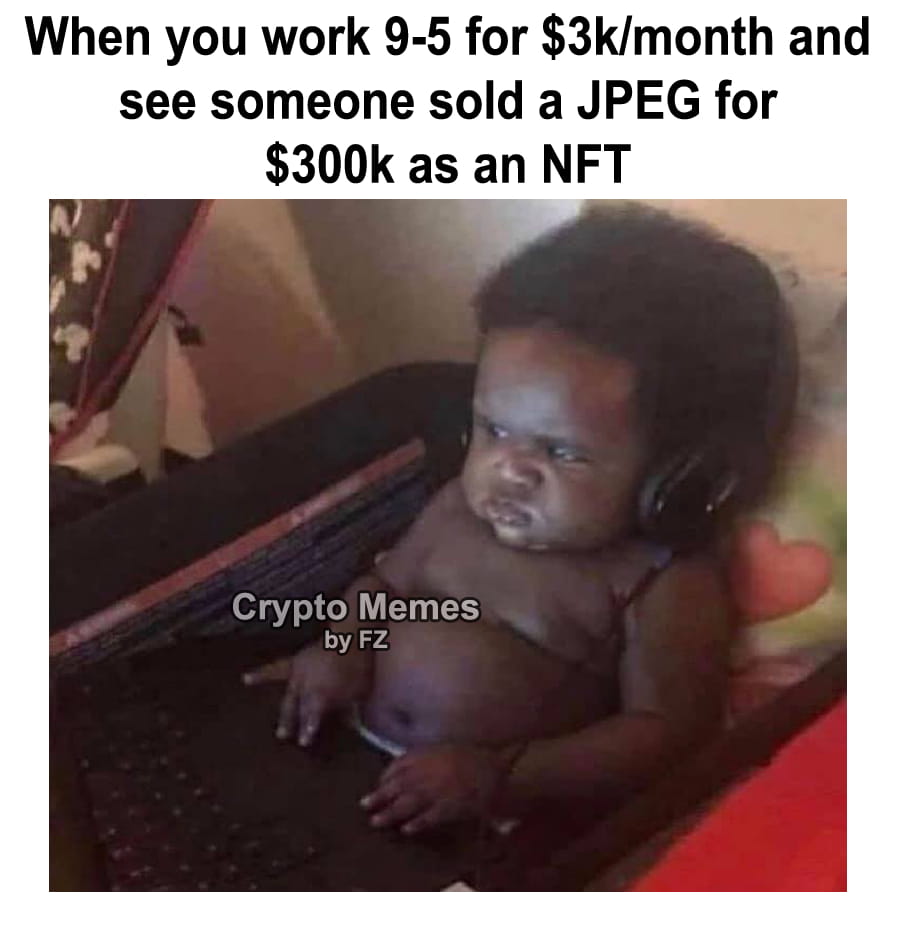 When you work 9-5 for $3k/month and
see someone sold a JPEG for
$300k as an NFT
Crypto Memes
by FZ